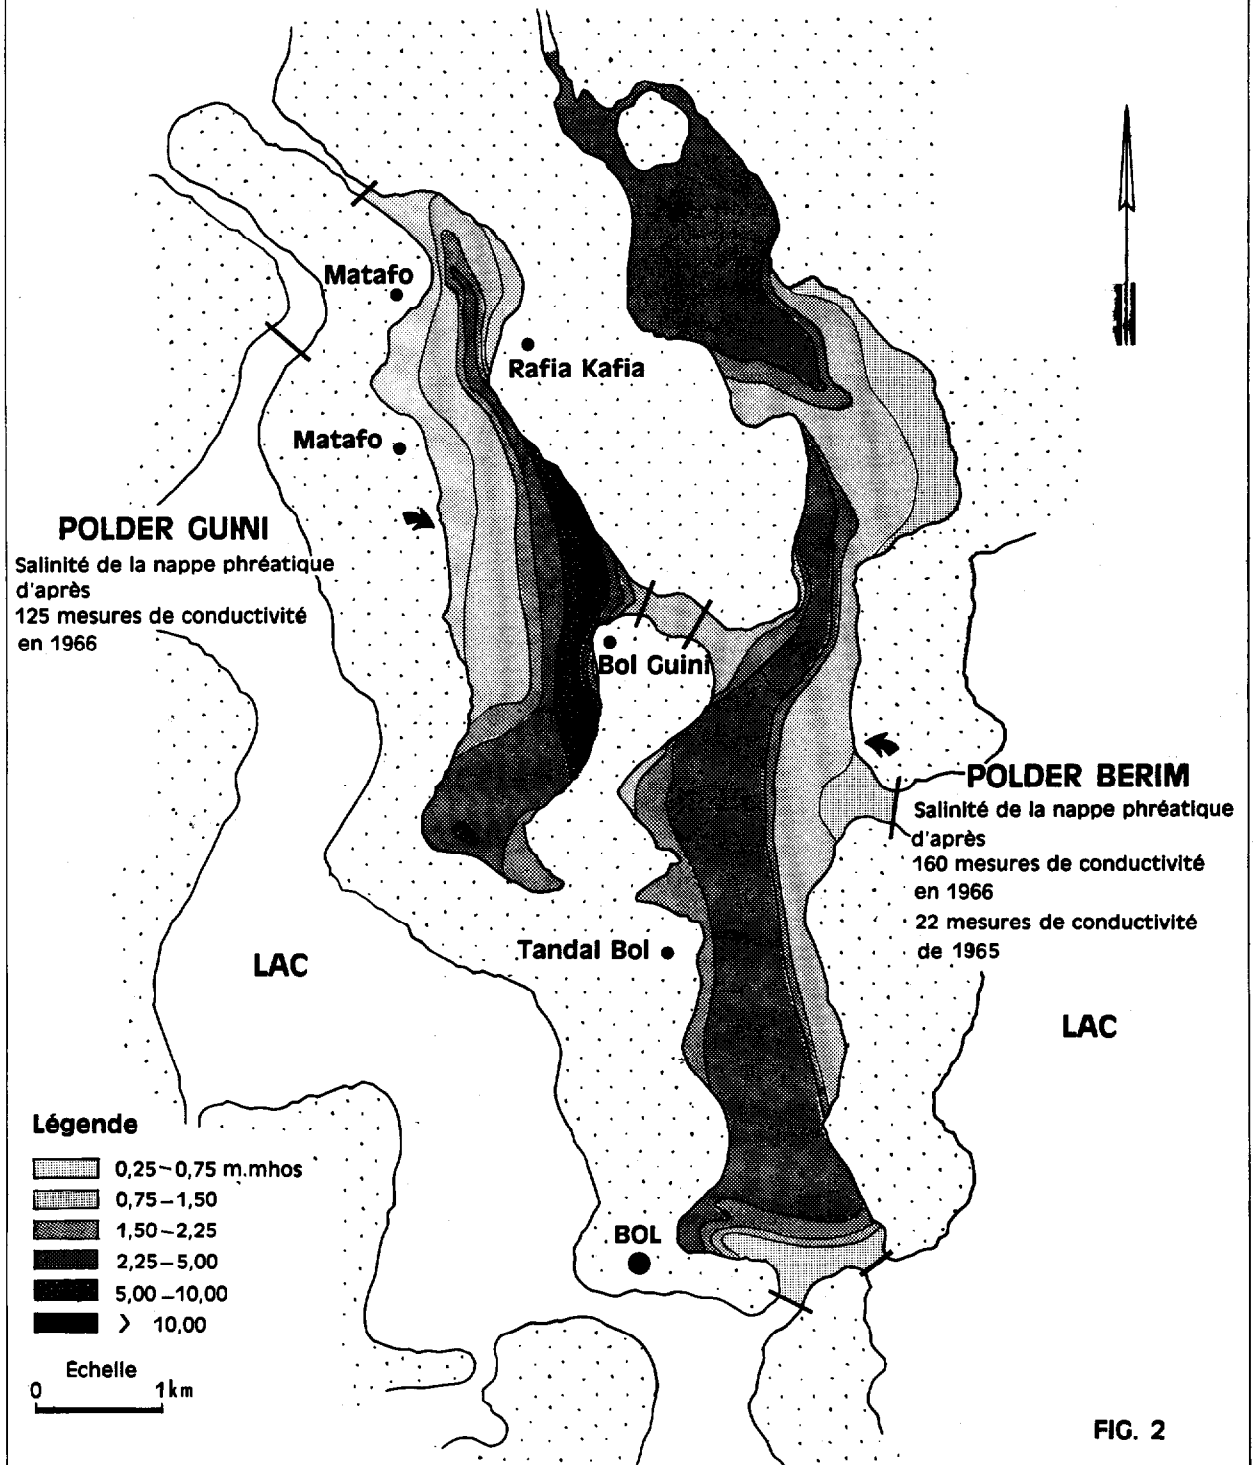 Matafo
Rafia Kafia
Matafo
POLDER GUINI
Salinité de la nappe phréatique
d'après
125 mesures de conductivité
en 1966
Bol Guini
POLDER BERIM
Salinité de la nappe phréatique
d'après
160 mesures de conductivité
en 1966
22 mesures de conductivité
de 1965
Tandal Bol
LAC
LAC
Légende
0,25–0,75 m.mhos
0,75–1,50
1,50–2,25
2,25–5,00
5,00–10,00
> 10,00
BOL
Echelle
0 1km
FIG. 2